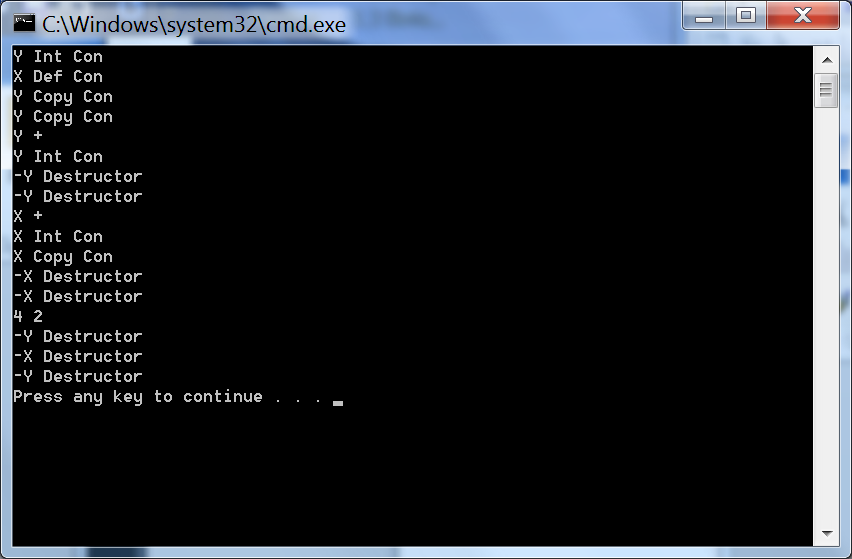 C:\Windows\system32\cmd.exe
Y Int Con
X Def Con
Y Copy Con
Y Copy Con
Y +
Y Int Con
-Y Destructor
-Y Destructor
X +
X Int Con
X Copy Con
-X Destructor
-X Destructor
4 2
-Y Destructor
-X Destructor
-Y Destructor
Press any key to continue . . .